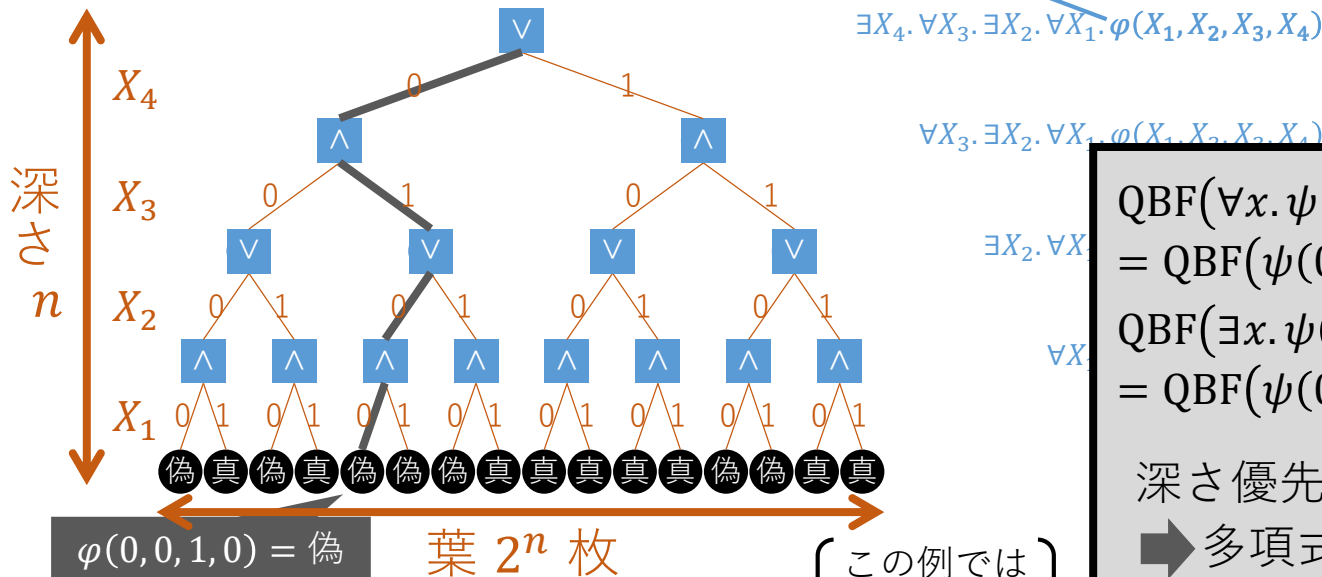 ∨
∃X₄. ∀X₃. ∃X₂. ∀X₁. φ(X₁, X₂, X₃, X₄)
X₄
0 1
∧ ∧
∀X₃. ∃X₂. ∀X₁. φ(X₁, X₂, X₃, X₄)
深さ n
X₃
0 1 0 1
∨ ∨ ∨ ∨
∃X₂. ∀X
X₂
0 1 0 1 0 1 0 1
∧ ∧ ∧ ∧ ∧ ∧ ∧ ∧
∀X
X₁
0 1 0 1 0 1 0 1 0 1 0 1 0 1 0 1
偽 真 偽 真 偽 偽 偽 真 真 真 真 真 偽 偽 真 真
φ(0, 0, 1, 0) = 偽
葉 2ⁿ 枚
この例では
QBF(∀x. ψ
= QBF(ψ(0
QBF(∃x. ψ(
= QBF(ψ(0
深さ優先
多項式